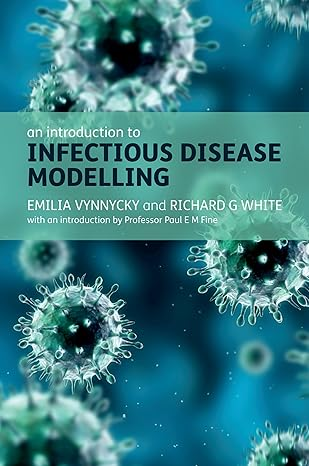 an introduction to
INFECTIOUS DISEASE
MODELLING
EMILIA VYNNYCKY and RICHARD G WHITE
with an introduction by Professor Paul E M Fine